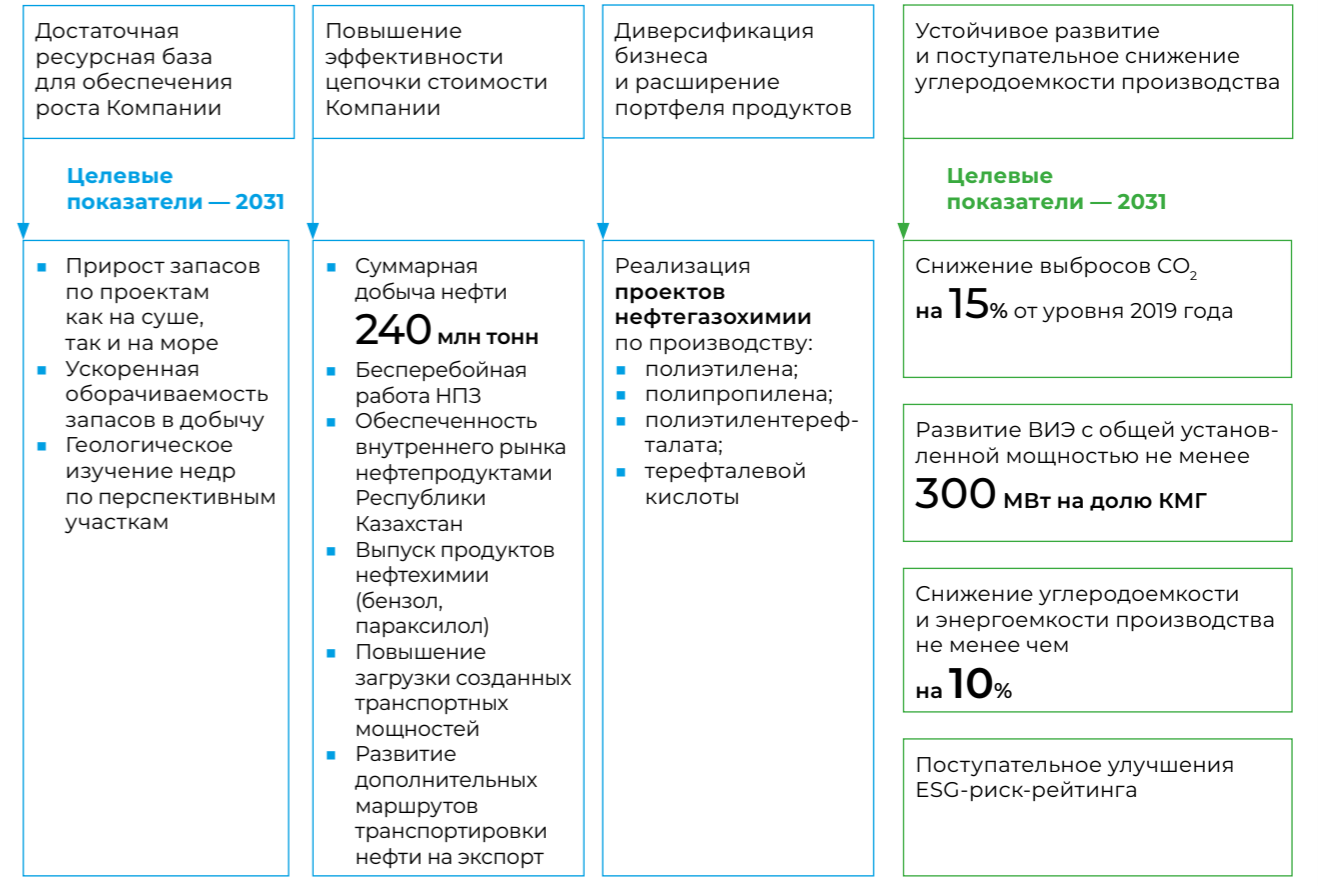 Достаточная
ресурсная база
для обеспечения
роста Компании
Повышение
эффективности
цепочки стоимости
Компании
Диверсификация
бизнеса
и расширение
портфеля продуктов
Устойчивое развитие
и поступательное снижение
углеродоемкости производства
Целевые
показатели — 2031
Целевые
показатели — 2031
▪ Прирост запасов
по проектам
как на суше,
так и на море
▪ Ускоренная
оборачиваемость
запасов в добычу
▪ Геологическое
изучение недр
по перспективным
участкам
▪ Суммарная
добыча нефти
240 млн тонн
▪ Бесперебойная
работа НПЗ
▪ Обеспеченность
внутреннего рынка
нефтепродуктами
Республики
Казахстан
▪ Выпуск продуктов
нефтехимии
(бензол,
параксилол)
▪ Повышение
загрузки созданных
транспортных
мощностей
▪ Развитие
дополнительных
маршрутов
транспортировки
нефти на экспорт
Реализация
проектов
нефтегазохимии
по производству:
▪ полиэтилена;
▪ полипропилена;
▪ полиэтилентереф-
талата;
▪ терефталевой
кислоты
Снижение выбросов CO₂
на 15% от уровня 2019 года
Развитие ВИЭ с общей установ-
ленной мощностью не менее
300 МВт на долю КМГ
Снижение углеродоемкости
и энергоемкости производства
не менее чем
на 10%
Поступательное улучшения
ESG-риск-рейтинга